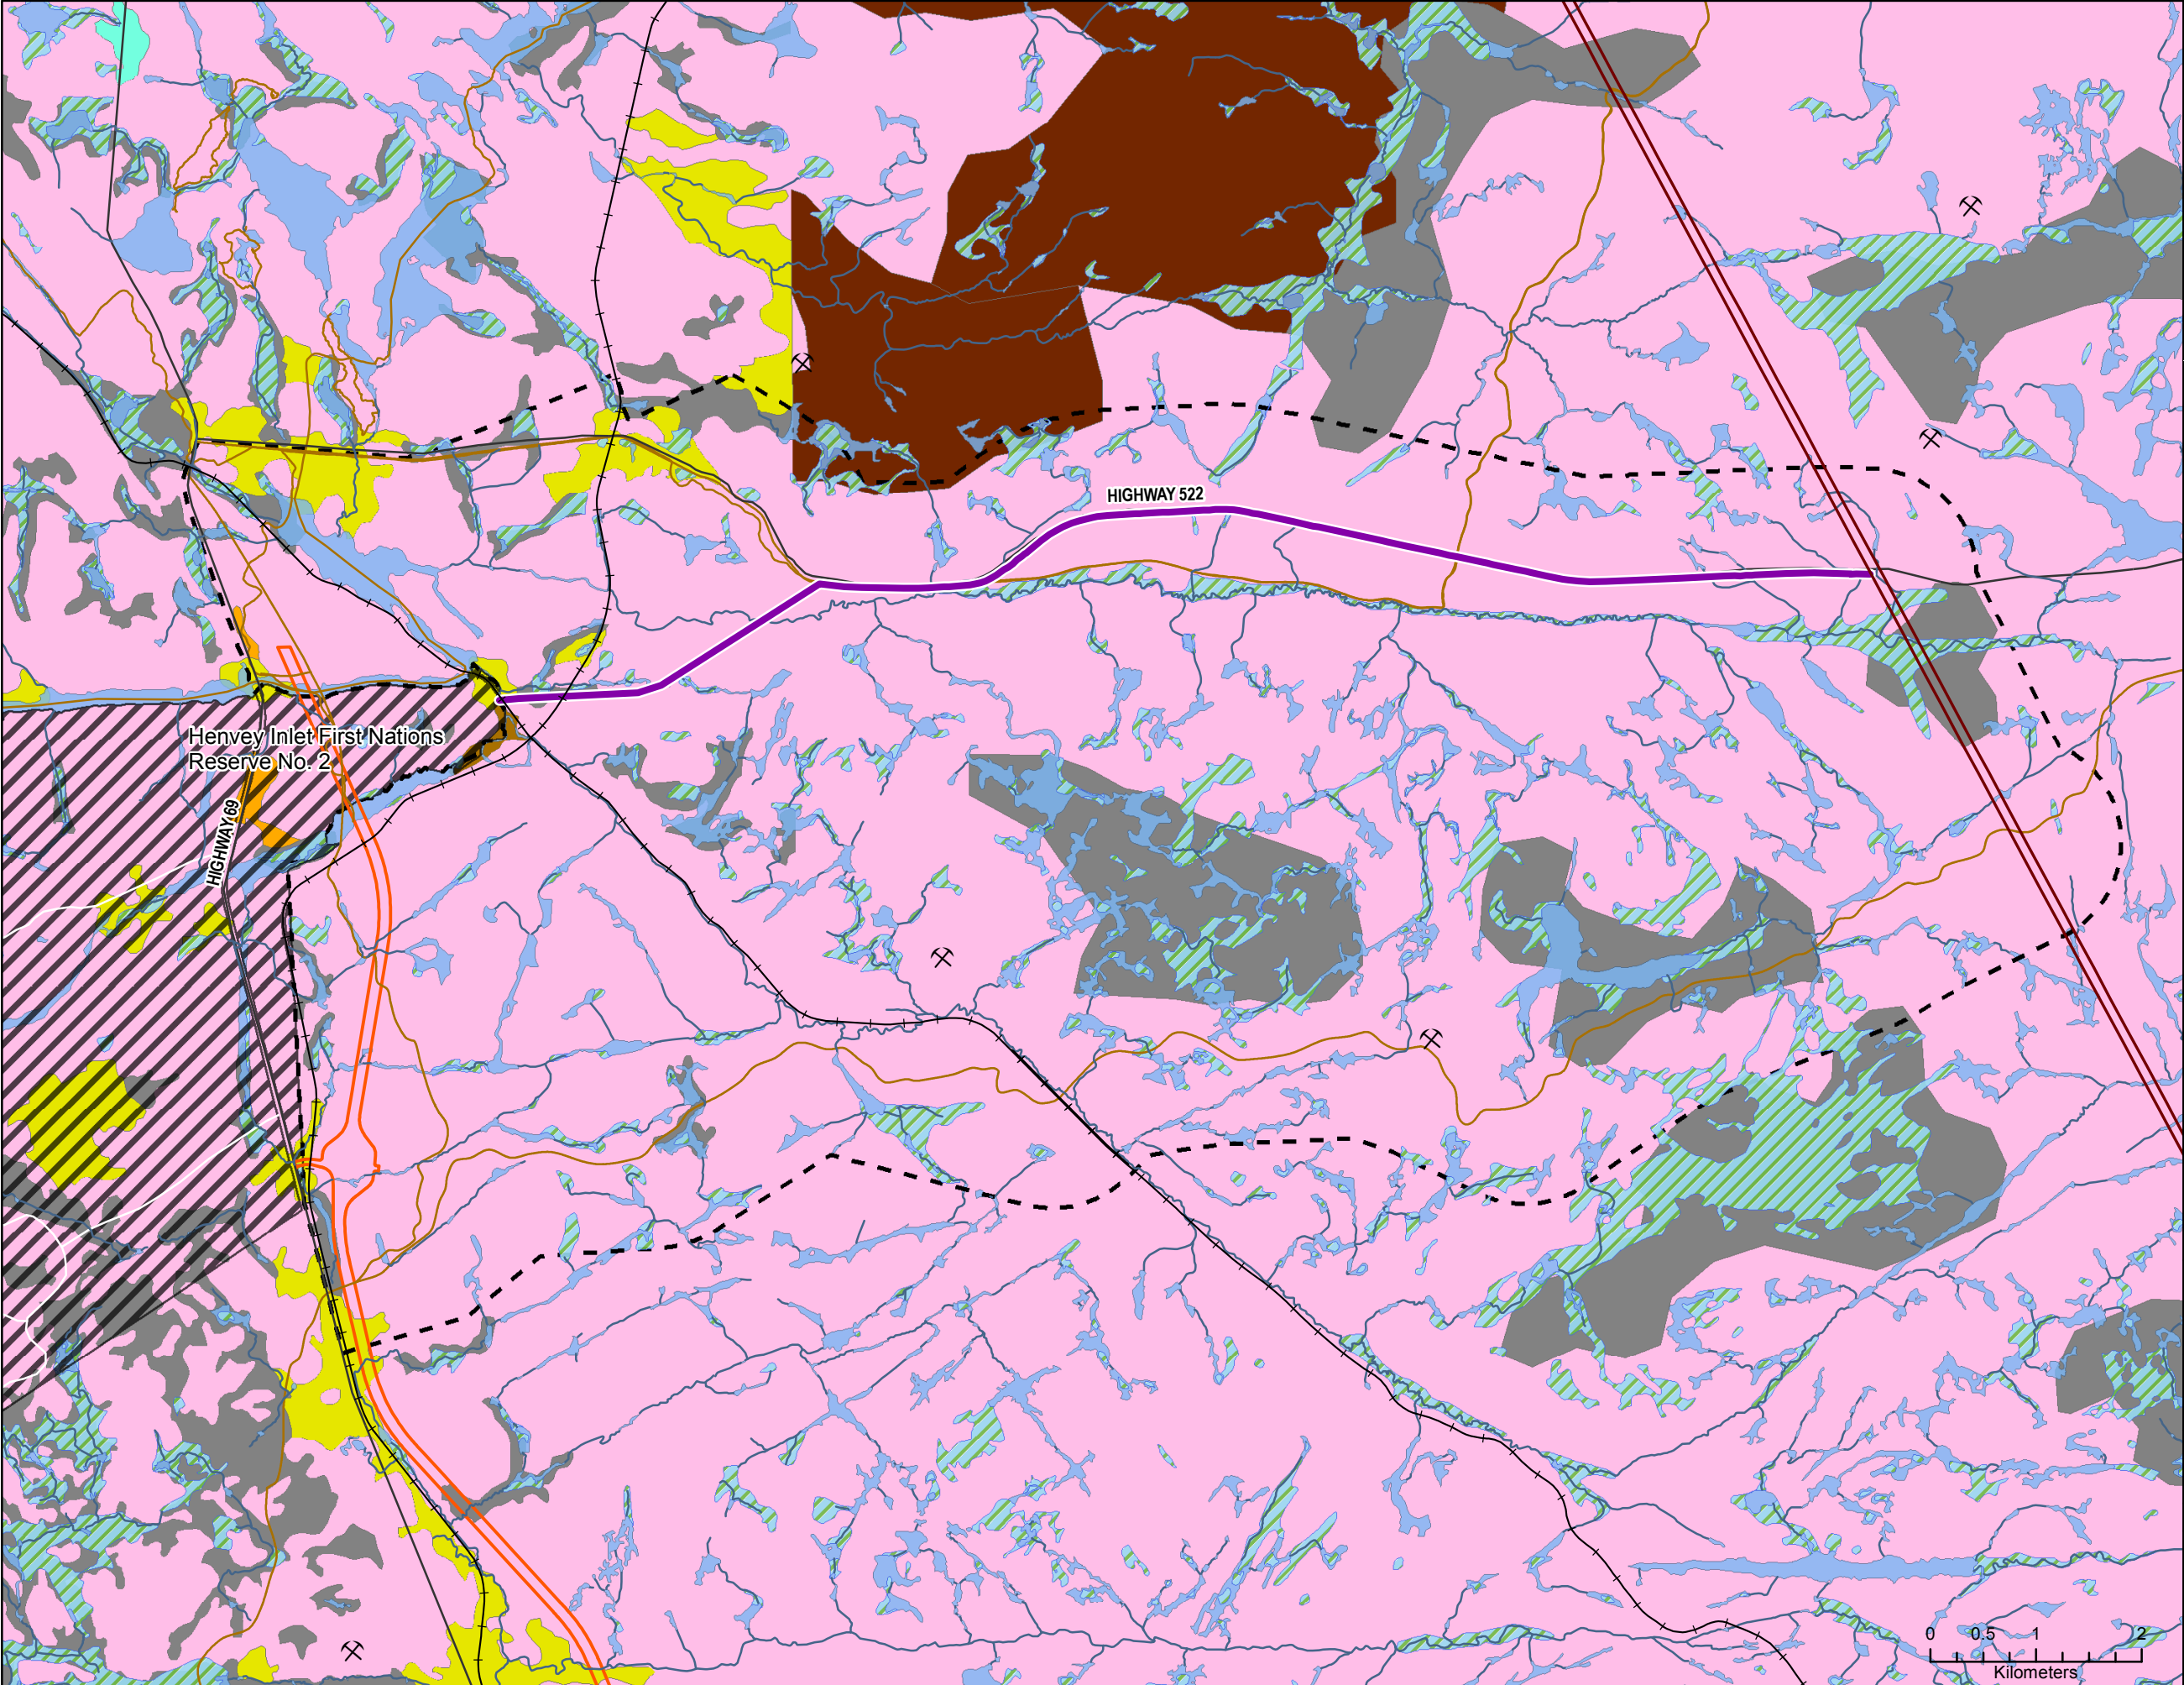 HIGHWAY 522
Henvey Inlet First Nations
Reserve No. 2
HIGHWAY 69
0 0.5 1 2
Kilometers